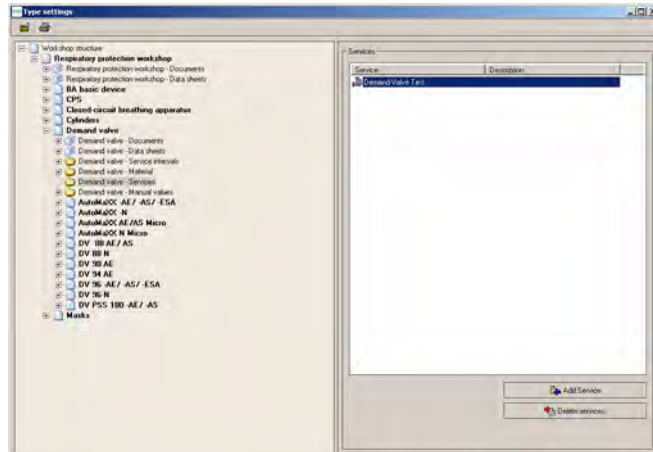 Type settings
Workshop structure
Respiratory protection workshop
Respiratory protection workshop - Documents
Respiratory protection workshop - Data sheets
BA basic device
CPS
Closed-circuit breathing apparatus
Cylinders
Demand valve
Demand valve - Documents
Demand valve - Data sheets
Demand valve - Service intervals
Demand valve - Material
Demand valve - Services
Demand valve - Manual values
AutoMaXX -AE/ -AS/ -ESA
AutoMaXX -N
AutoMaXX AE/AS Micro
AutoMaXX N Micro
DV 88 AE/ AS
DV 88 N
DV 90 AE
DV 94 AE
DV 96 -AE/ -AS/ -ESA
DV 96-N
DV PSS 100 -AE/ -AS
Masks
Services
Service Description
Demand Valve Test
Add Service
Delete services